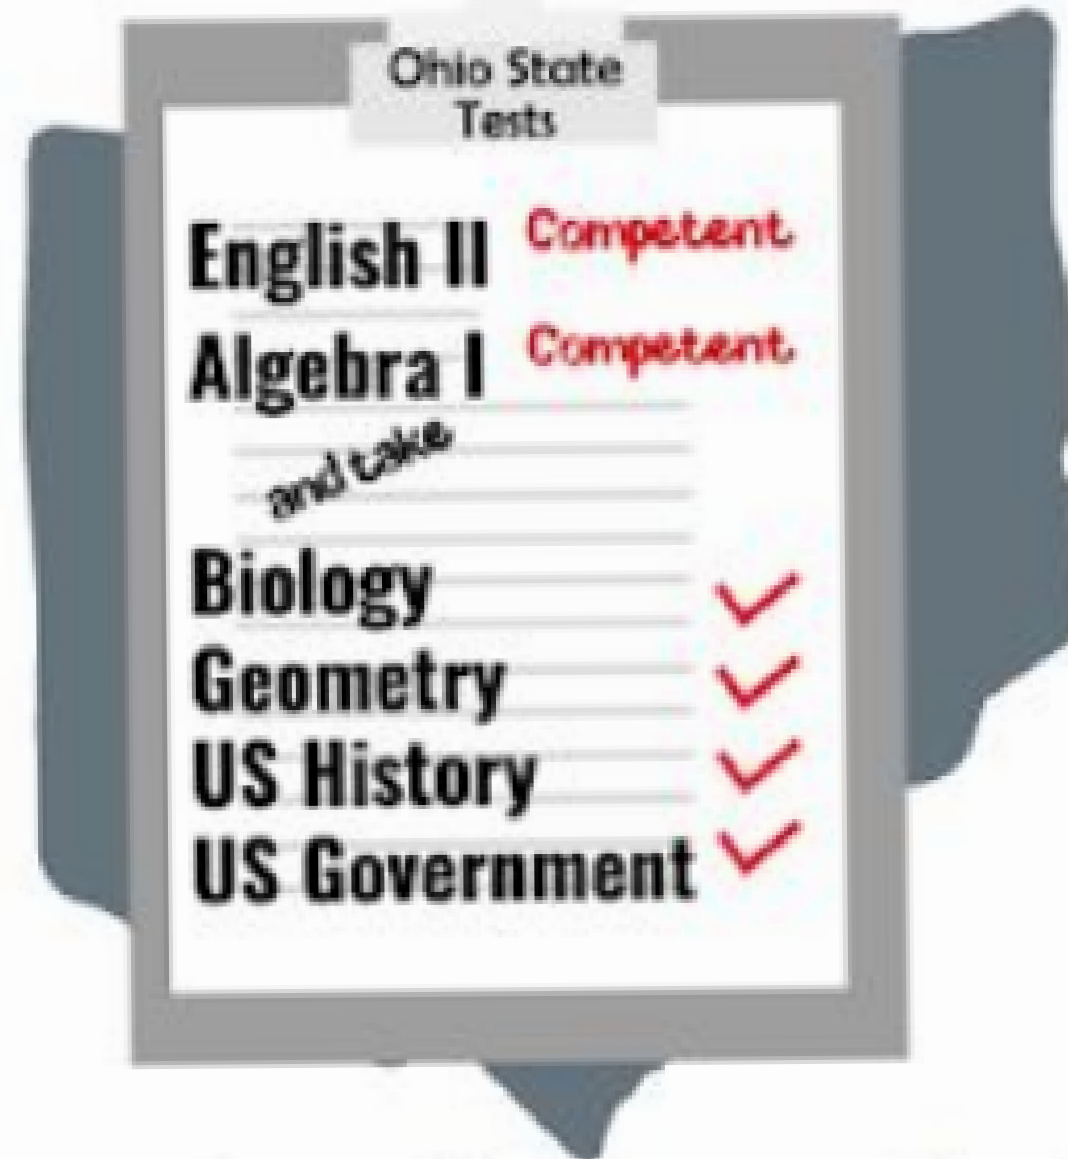 Ohio State
Tests
English II Competent
Algebra I Competent
and take
Biology
Geometry
US History
US Government